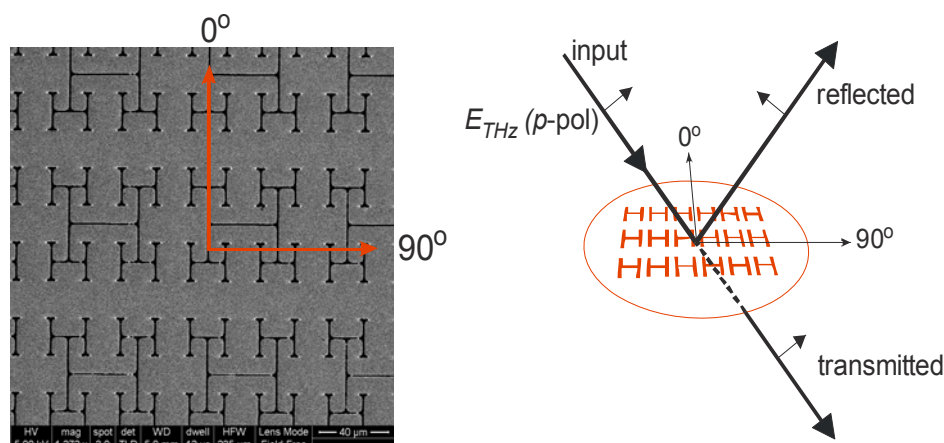 0º
90º
HV mag spot det WD dwell HFW Lens Mode
40 µm
input
E_THz (p-pol)
0º
reflected
90º
transmitted